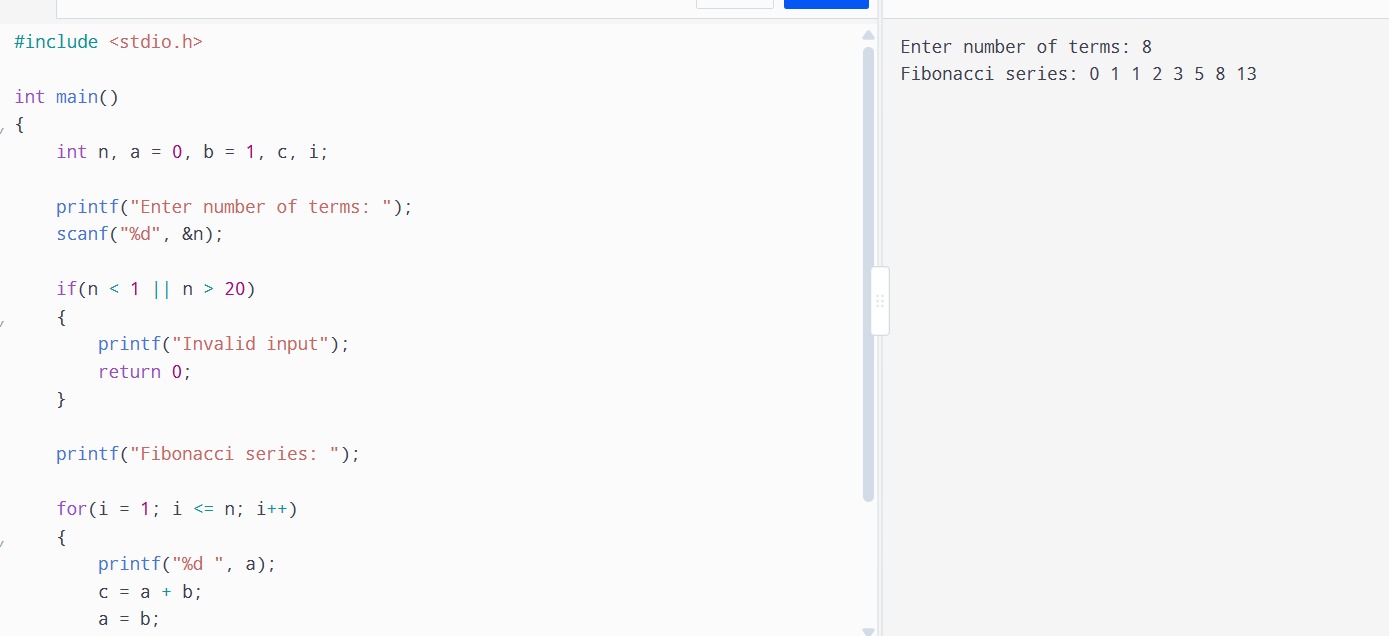 #include <stdio.h>
int main()
{
    int n, a = 0, b = 1, c, i;
    printf("Enter number of terms: ");
    scanf("%d", &n);
    if(n < 1 || n > 20)
    {
        printf("Invalid input");
        return 0;
    }
    printf("Fibonacci series: ");
    for(i = 1; i <= n; i++)
    {
        printf("%d ", a);
        c = a + b;
        a = b;
Enter number of terms: 8
Fibonacci series: 0 1 1 2 3 5 8 13